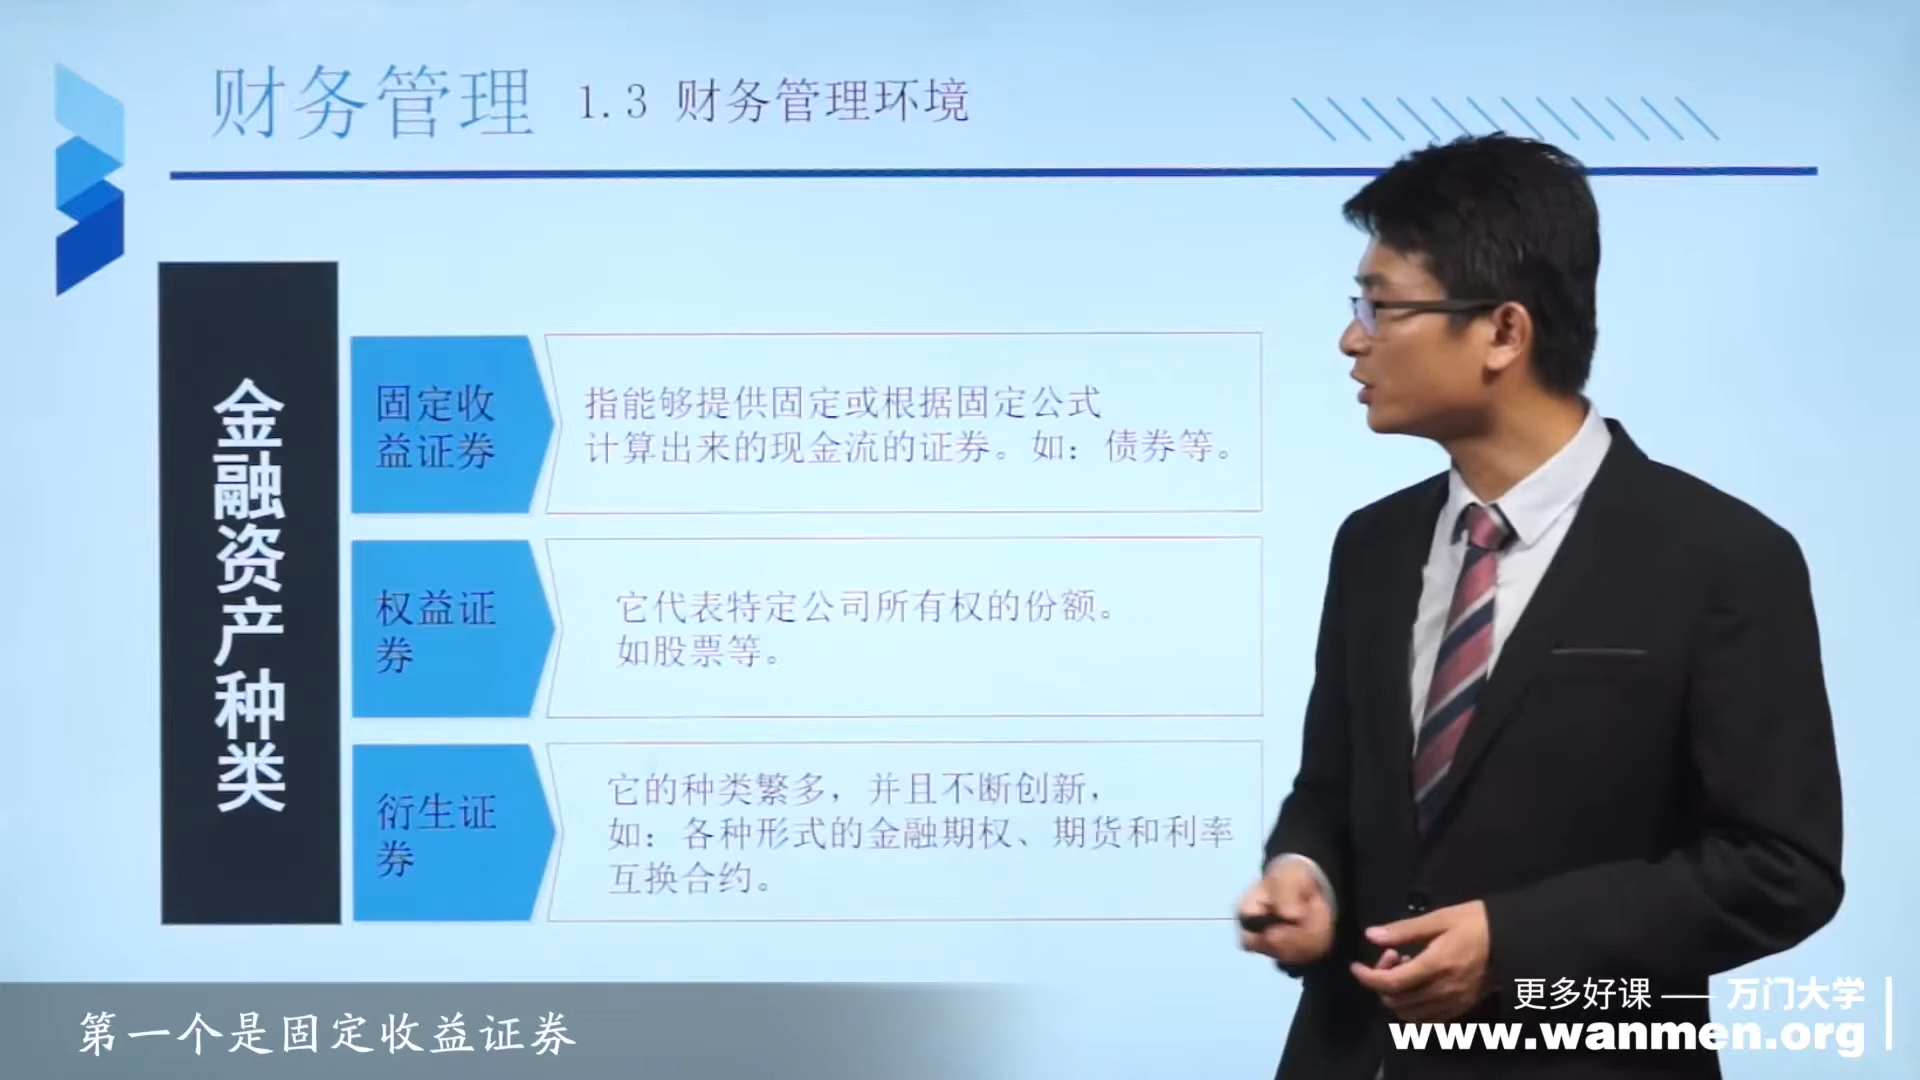 财务管理 1.3 财务管理环境
金融资产种类
固定收
益证券
指能够提供固定或根据固定公式
计算出来的现金流的证券。如：债券等。
权益证
券
它代表特定公司所有权的份额。
如股票等。
衍生证
券
它的种类繁多，并且不断创新，
如：各种形式的金融期权、期货和利率
互换合约。
第一个是固定收益证券
更多好课 —— 万门大学
www.wanmen.org